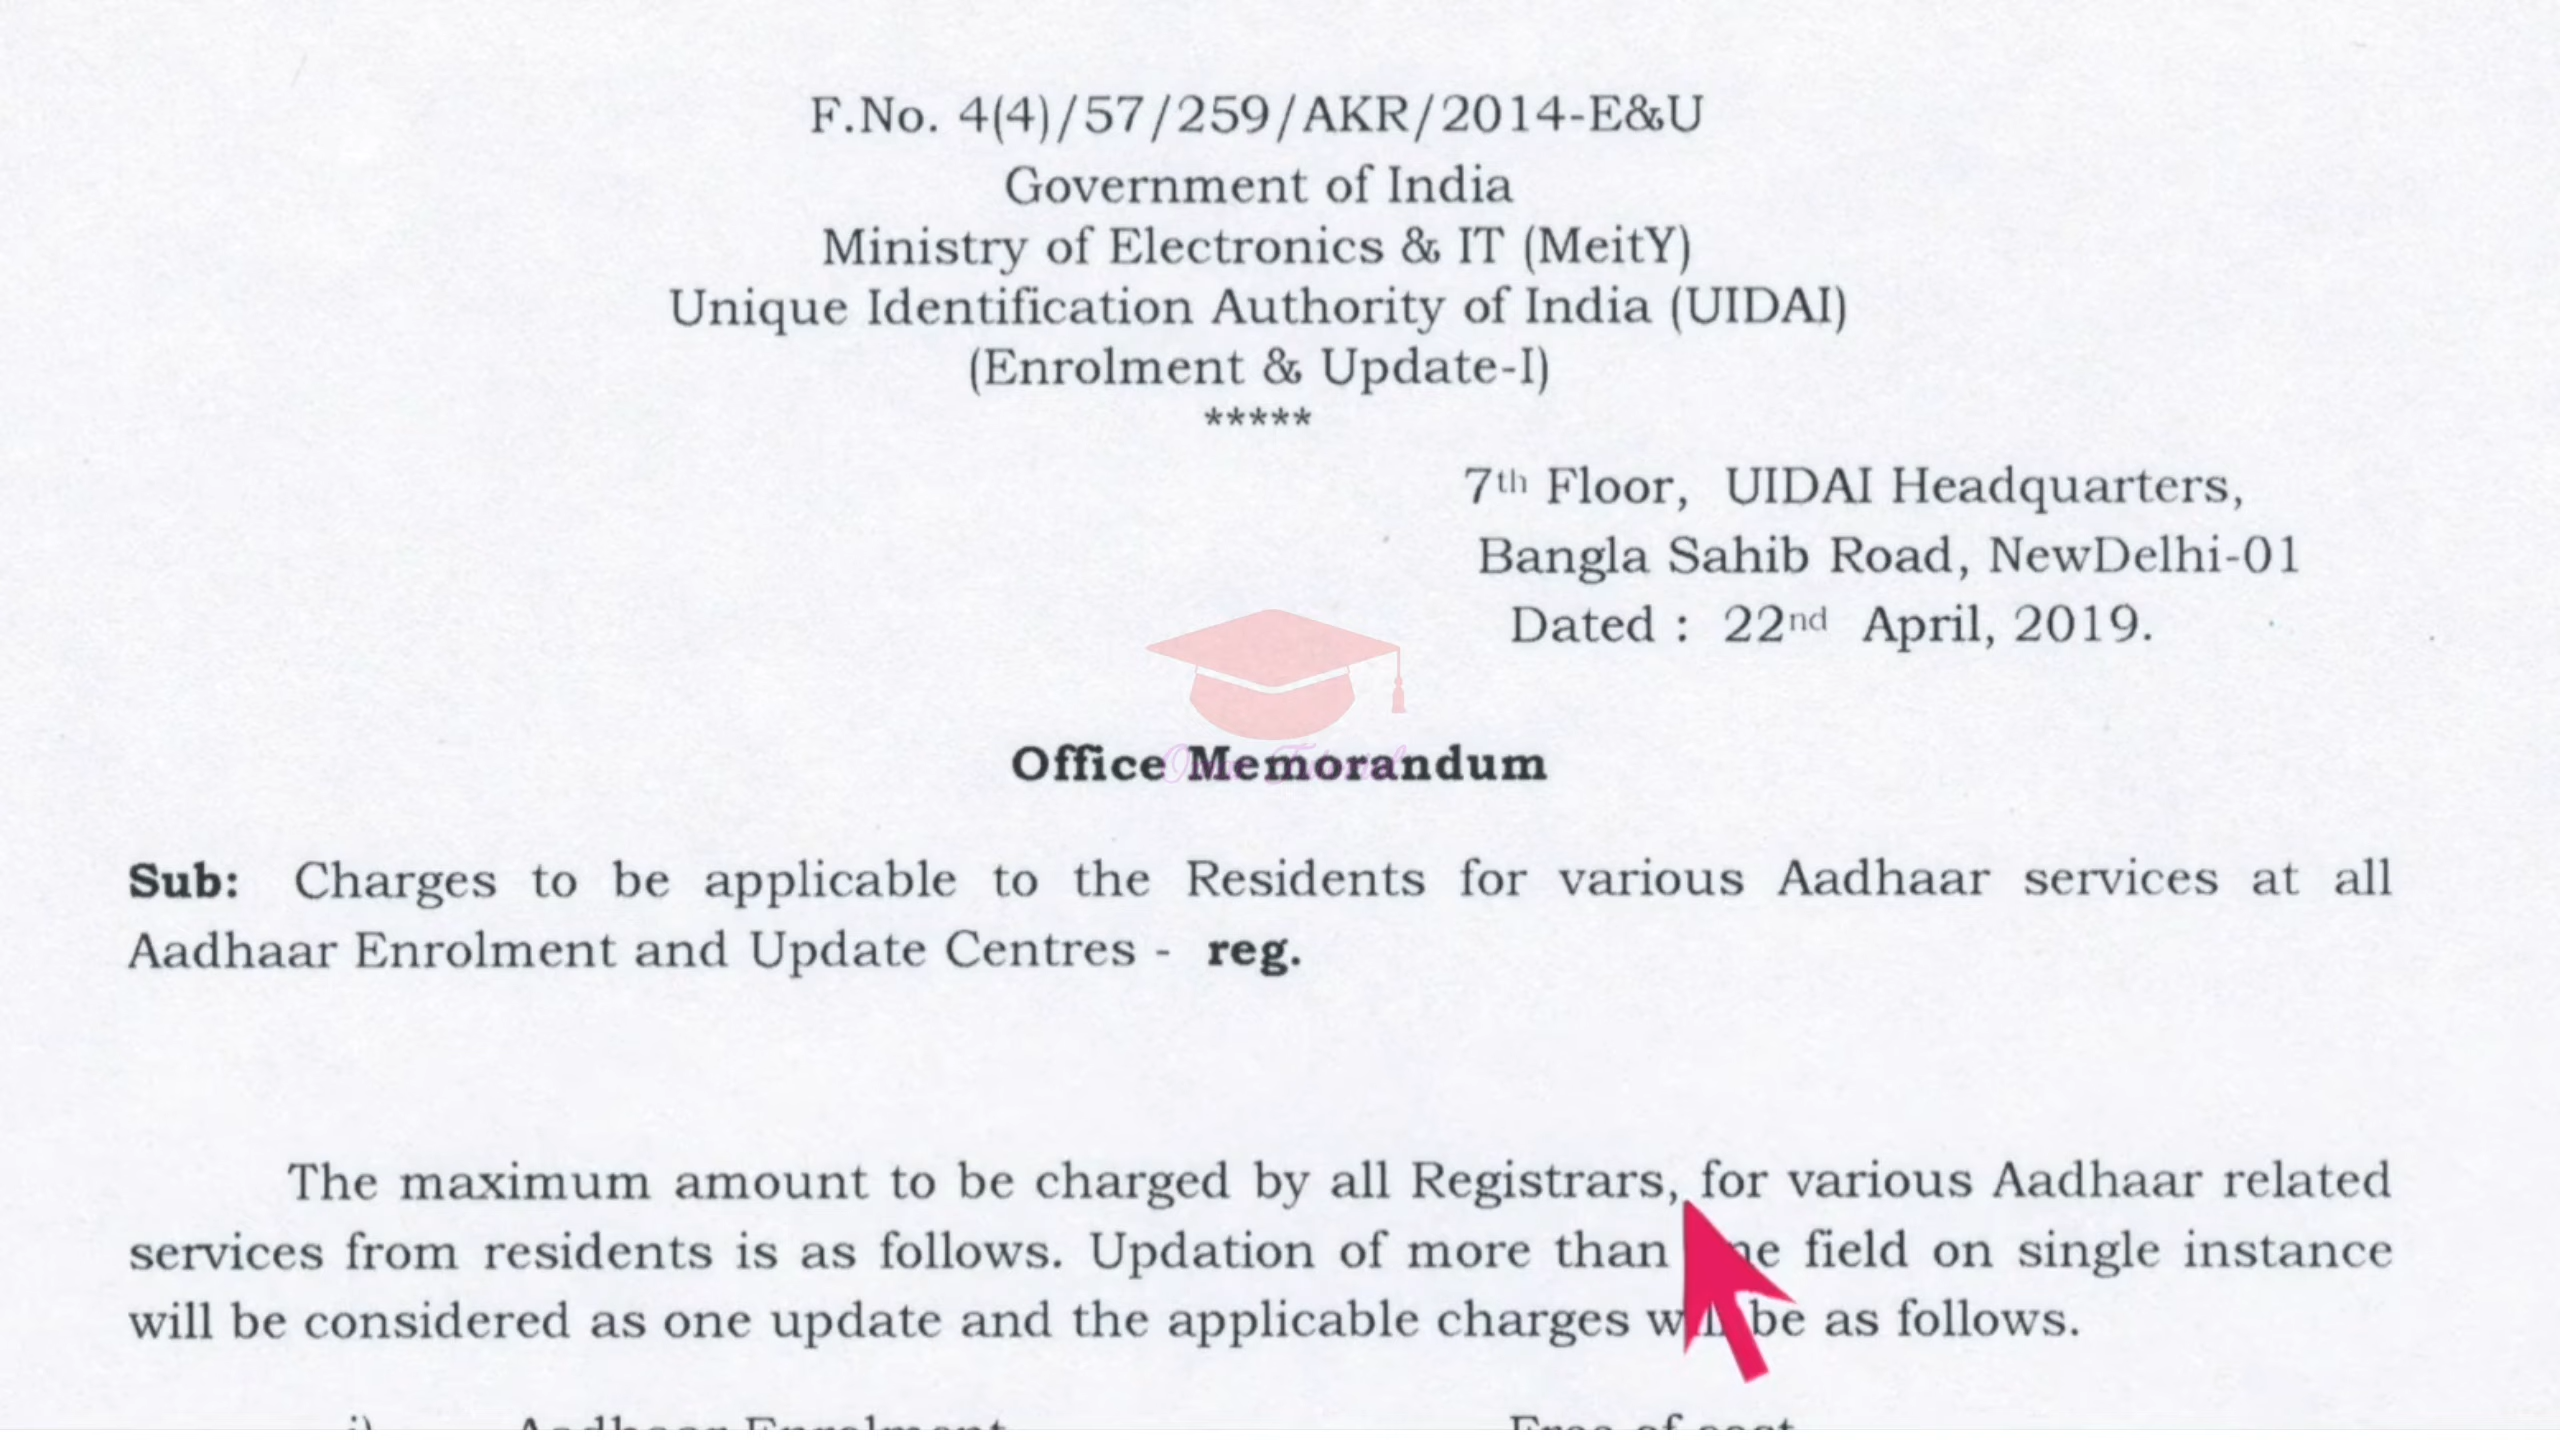 F.No. 4(4)/57/259/AKR/2014-E&U
Government of India
Ministry of Electronics & IT (MeitY)
Unique Identification Authority of India (UIDAI)
(Enrolment & Update-I)
*****
7th Floor, UIDAI Headquarters,
Bangla Sahib Road, NewDelhi-01
Dated : 22nd April, 2019.
Office Memorandum
Sub: Charges to be applicable to the Residents for various Aadhaar services at all
Aadhaar Enrolment and Update Centres - reg.
The maximum amount to be charged by all Registrars, for various Aadhaar related
services from residents is as follows. Updation of more than field on single instance
will be considered as one update and the applicable charges will be as follows.
i) Aadhaar Enrolment Free of cost